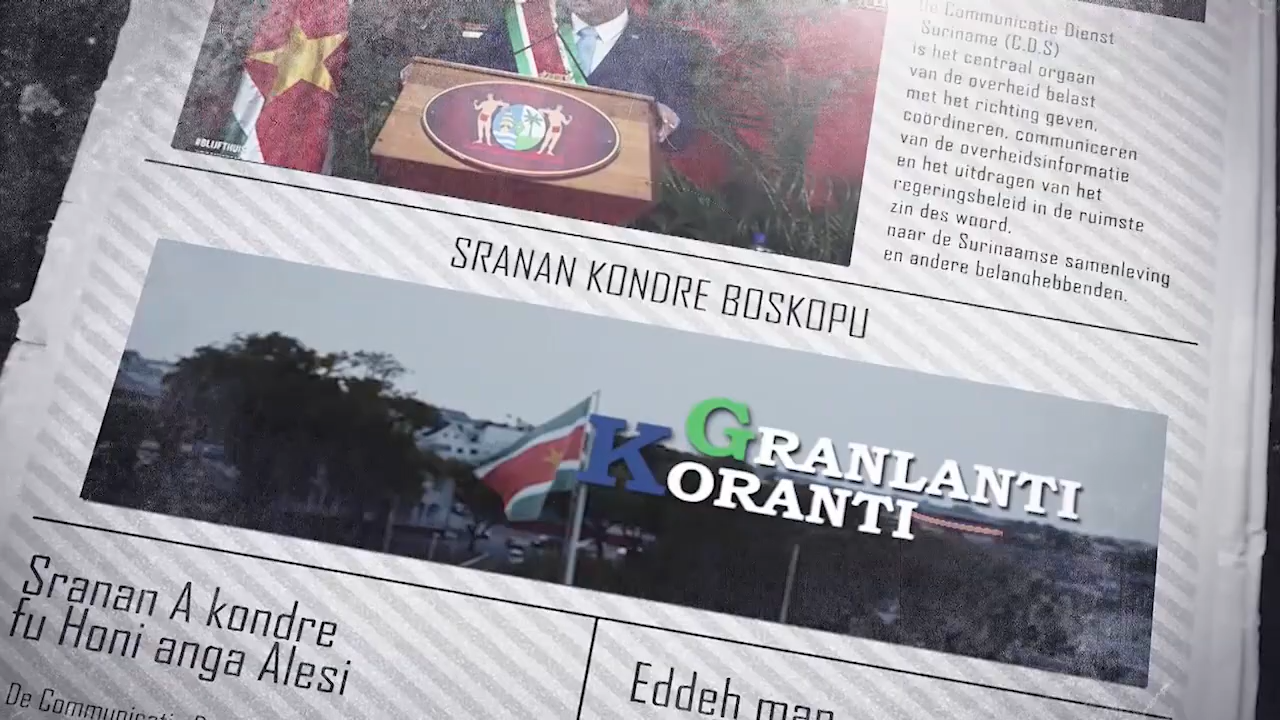 De Communicatie Dienst
Suriname (C.D.S)
is het centraal orgaan
van de overheid belast
met het richting geven,
coördineren, communiceren
van de overheidsinformatie
en het uitdragen van het
regeringsbeleid in de ruimste
zin des woord.
naar de Surinaamse samenleving
en andere belanghebbenden.
SRANAN KONDRE BOSKOPU
GRANLANTI
KORANTI
Sranan A kondre
fu Honi anga Alesi
Eddeh man
De